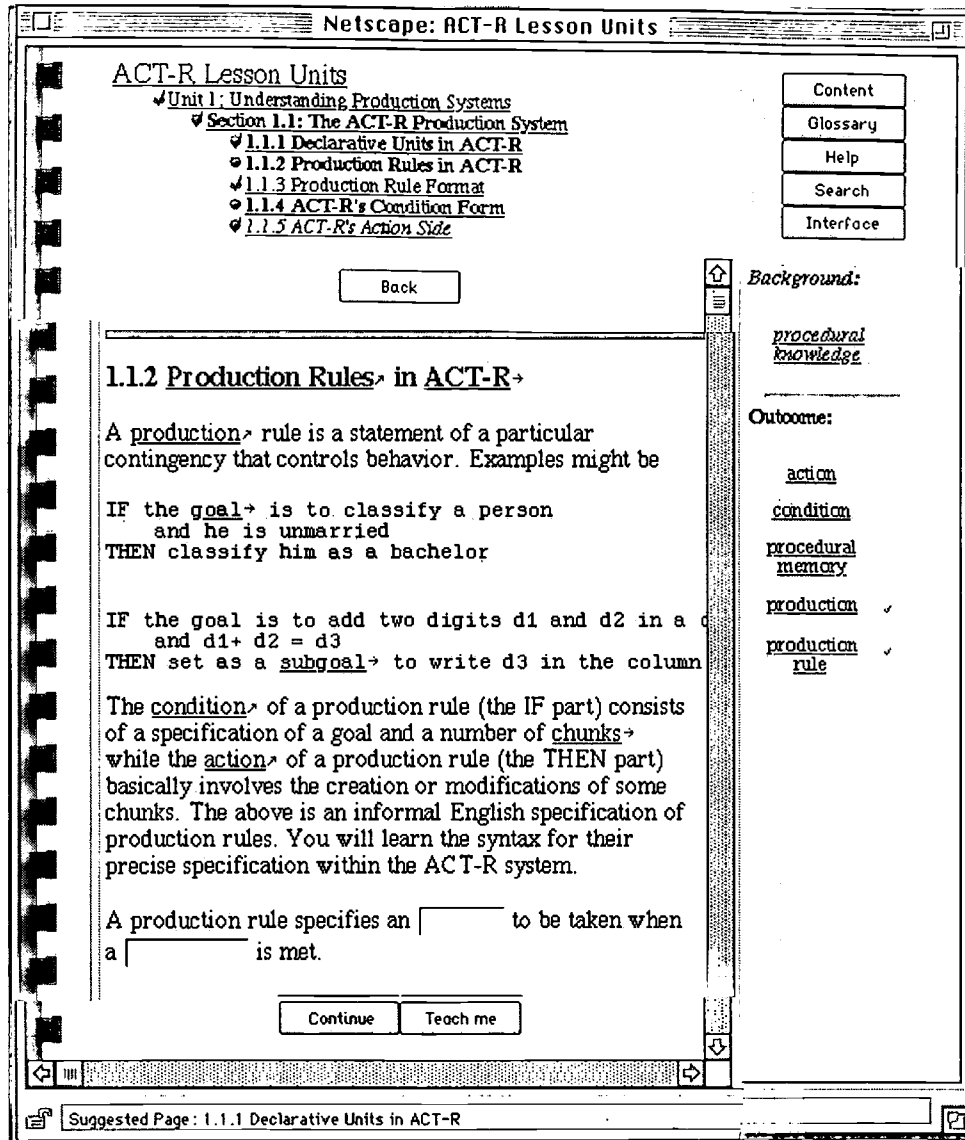 Netscape: ACT-R Lesson Units
ACT-R Lesson Units
Unit 1: Understanding Production Systems
Section 1.1: The ACT-R Production System
1.1.1 Declarative Units in ACT-R
1.1.2 Production Rules in ACT-R
1.1.3 Production Rule Format
1.1.4 ACT-R's Condition Form
1.1.5 ACT-R's Action Side
Content
Glossary
Help
Search
Interface
Back
1.1.2 Production Rules in ACT-R
A production rule is a statement of a particular
contingency that controls behavior. Examples might be
IF the goal is to classify a person
and he is unmarried
THEN classify him as a bachelor
IF the goal is to add two digits d1 and d2 in a
and d1+ d2 = d3
THEN set as a subgoal to write d3 in the column
The condition of a production rule (the IF part) consists
of a specification of a goal and a number of chunks
while the action of a production rule (the THEN part)
basically involves the creation or modifications of some
chunks. The above is an informal English specification of
production rules. You will learn the syntax for their
precise specification within the ACT-R system.
A production rule specifies an to be taken when
a is met.
Continue
Teach me
Background:
procedural
knowledge
Outcome:
action
condition
procedural
memory
production
production
rule
Suggested Page: 1.1.1 Declarative Units in ACT-R